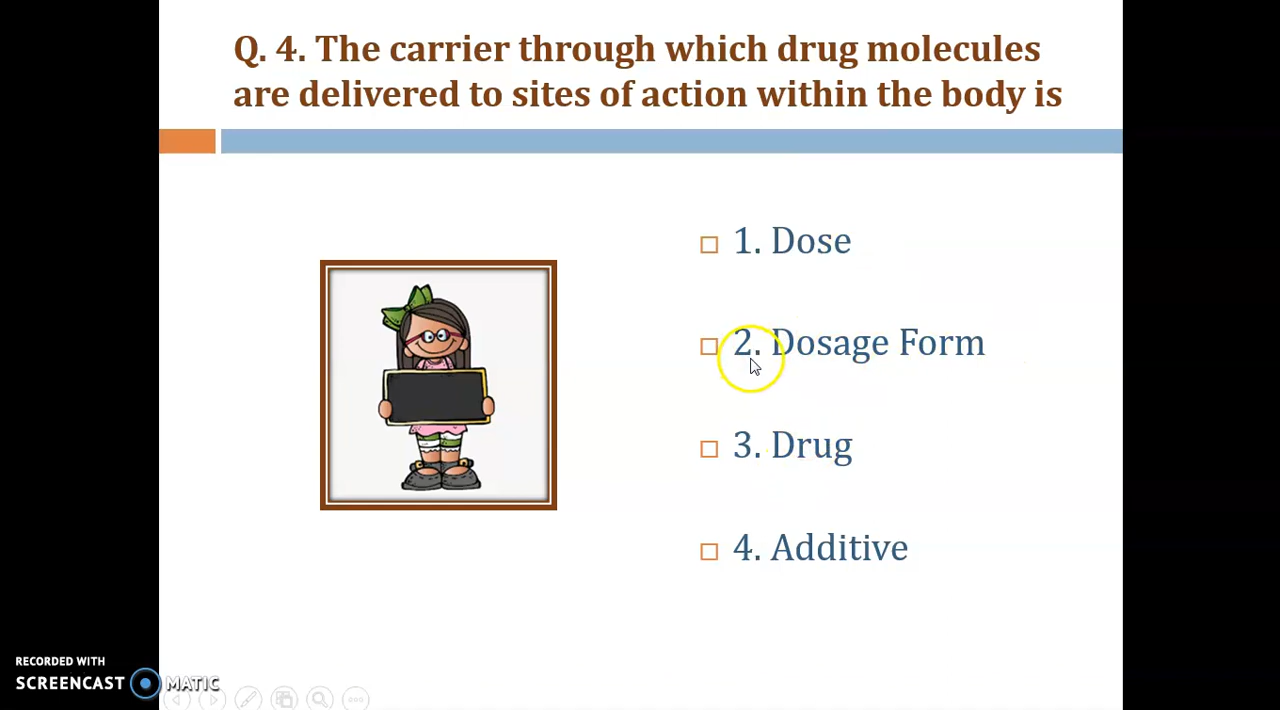 Q. 4. The carrier through which drug molecules
are delivered to sites of action within the body is
1. Dose
2. Dosage Form
3. Drug
4. Additive
RECORDED WITH
SCREENCAST MATIC